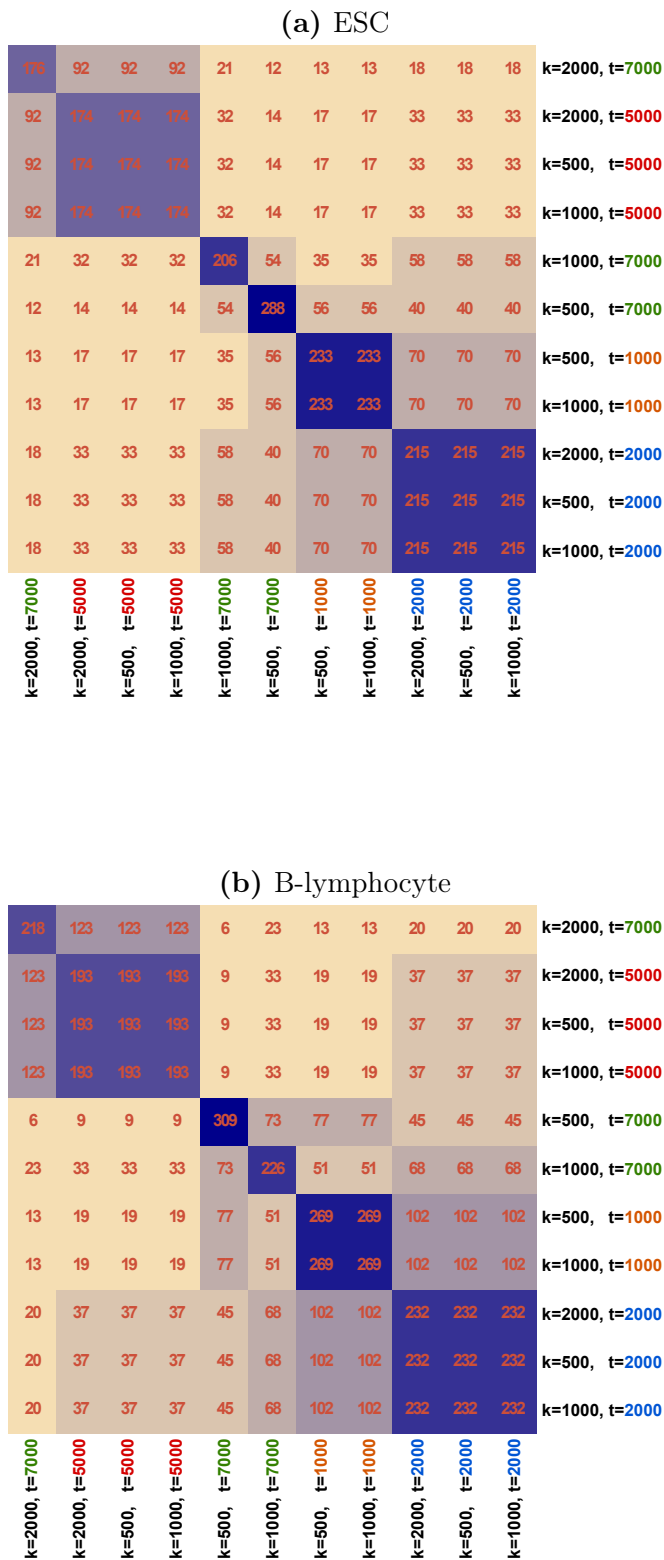 (a) ESC
176 92 92 92 21 12 13 13 18 18 18 k=2000, t=7000
92 174 174 174 32 14 17 17 33 33 33 k=2000, t=5000
92 174 174 174 32 14 17 17 33 33 33 k=500, t=5000
92 174 174 174 32 14 17 17 33 33 33 k=1000, t=5000
21 32 32 32 206 54 35 35 58 58 58 k=1000, t=7000
12 14 14 14 54 288 56 56 40 40 40 k=500, t=7000
13 17 17 17 35 56 233 233 70 70 70 k=500, t=1000
13 17 17 17 35 56 233 233 70 70 70 k=1000, t=1000
18 33 33 33 58 40 70 70 215 215 215 k=2000, t=2000
18 33 33 33 58 40 70 70 215 215 215 k=500, t=2000
18 33 33 33 58 40 70 70 215 215 215 k=1000, t=2000
k=2000, t=7000
k=2000, t=5000
k=500, t=5000
k=1000, t=5000
k=1000, t=7000
k=500, t=7000
k=500, t=1000
k=1000, t=1000
k=2000, t=2000
k=500, t=2000
k=1000, t=2000
(b) B-lymphocyte
218 123 123 123 6 23 13 13 20 20 20 k=2000, t=7000
123 193 193 193 9 33 19 19 37 37 37 k=2000, t=5000
123 193 193 193 9 33 19 19 37 37 37 k=500, t=5000
123 193 193 193 9 33 19 19 37 37 37 k=1000, t=5000
6 9 9 9 309 73 77 77 45 45 45 k=500, t=7000
23 33 33 33 73 226 51 51 68 68 68 k=1000, t=7000
13 19 19 19 77 51 269 269 102 102 102 k=500, t=1000
13 19 19 19 77 51 269 269 102 102 102 k=1000, t=1000
20 37 37 37 45 68 102 102 232 232 232 k=2000, t=2000
20 37 37 37 45 68 102 102 232 232 232 k=500, t=2000
20 37 37 37 45 68 102 102 232 232 232 k=1000, t=2000
k=2000, t=7000
k=2000, t=5000
k=500, t=5000
k=1000, t=5000
k=500, t=7000
k=1000, t=7000
k=500, t=1000
k=1000, t=1000
k=2000, t=2000
k=500, t=2000
k=1000, t=2000